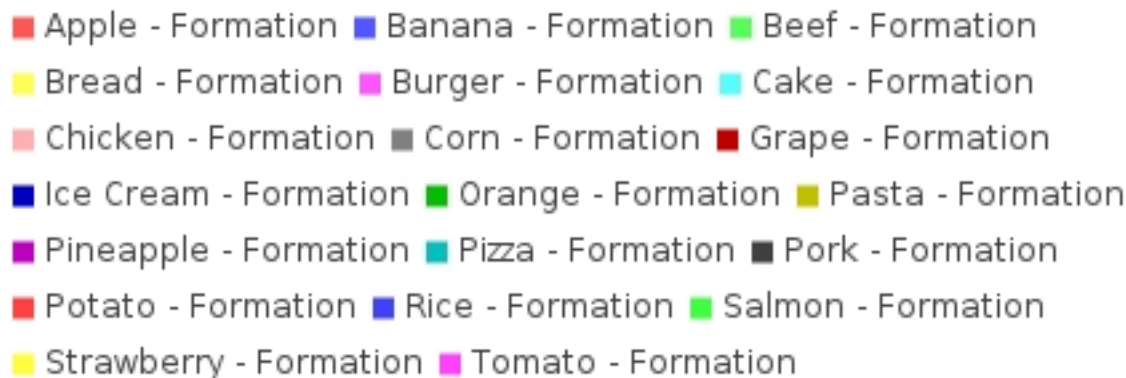 Apple - Formation Banana - Formation Beef - Formation
Bread - Formation Burger - Formation Cake - Formation
Chicken - Formation Corn - Formation Grape - Formation
Ice Cream - Formation Orange - Formation Pasta - Formation
Pineapple - Formation Pizza - Formation Pork - Formation
Potato - Formation Rice - Formation Salmon - Formation
Strawberry - Formation Tomato - Formation